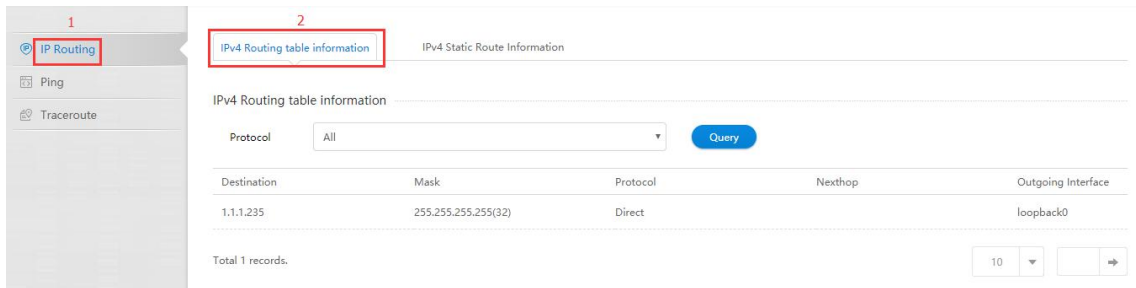 1
2
IP Routing
IPv4 Routing table information
IPv4 Static Route Information
Ping
Traceroute
IPv4 Routing table information
Protocol
All
Query
Destination Mask Protocol Nexthop Outgoing Interface
1.1.1.235 255.255.255.255(32) Direct loopback0
Total 1 records.
10